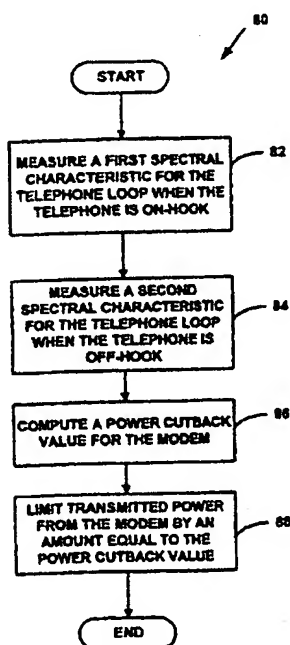 80
START
MEASURE A FIRST SPECTRAL
CHARACTERISTIC FOR THE
TELEPHONE LOOP WHEN THE
TELEPHONE IS ON-HOOK
82
MEASURE A SECOND
SPECTRAL CHARACTERISTIC
FOR THE TELEPHONE LOOP
WHEN THE TELEPHONE IS
OFF-HOOK
84
COMPUTE A POWER CUTBACK
VALUE FOR THE MODEM
86
LIMIT TRANSMITTED POWER
FROM THE MODEM BY AN
AMOUNT EQUAL TO THE
POWER CUTBACK VALUE
88
END